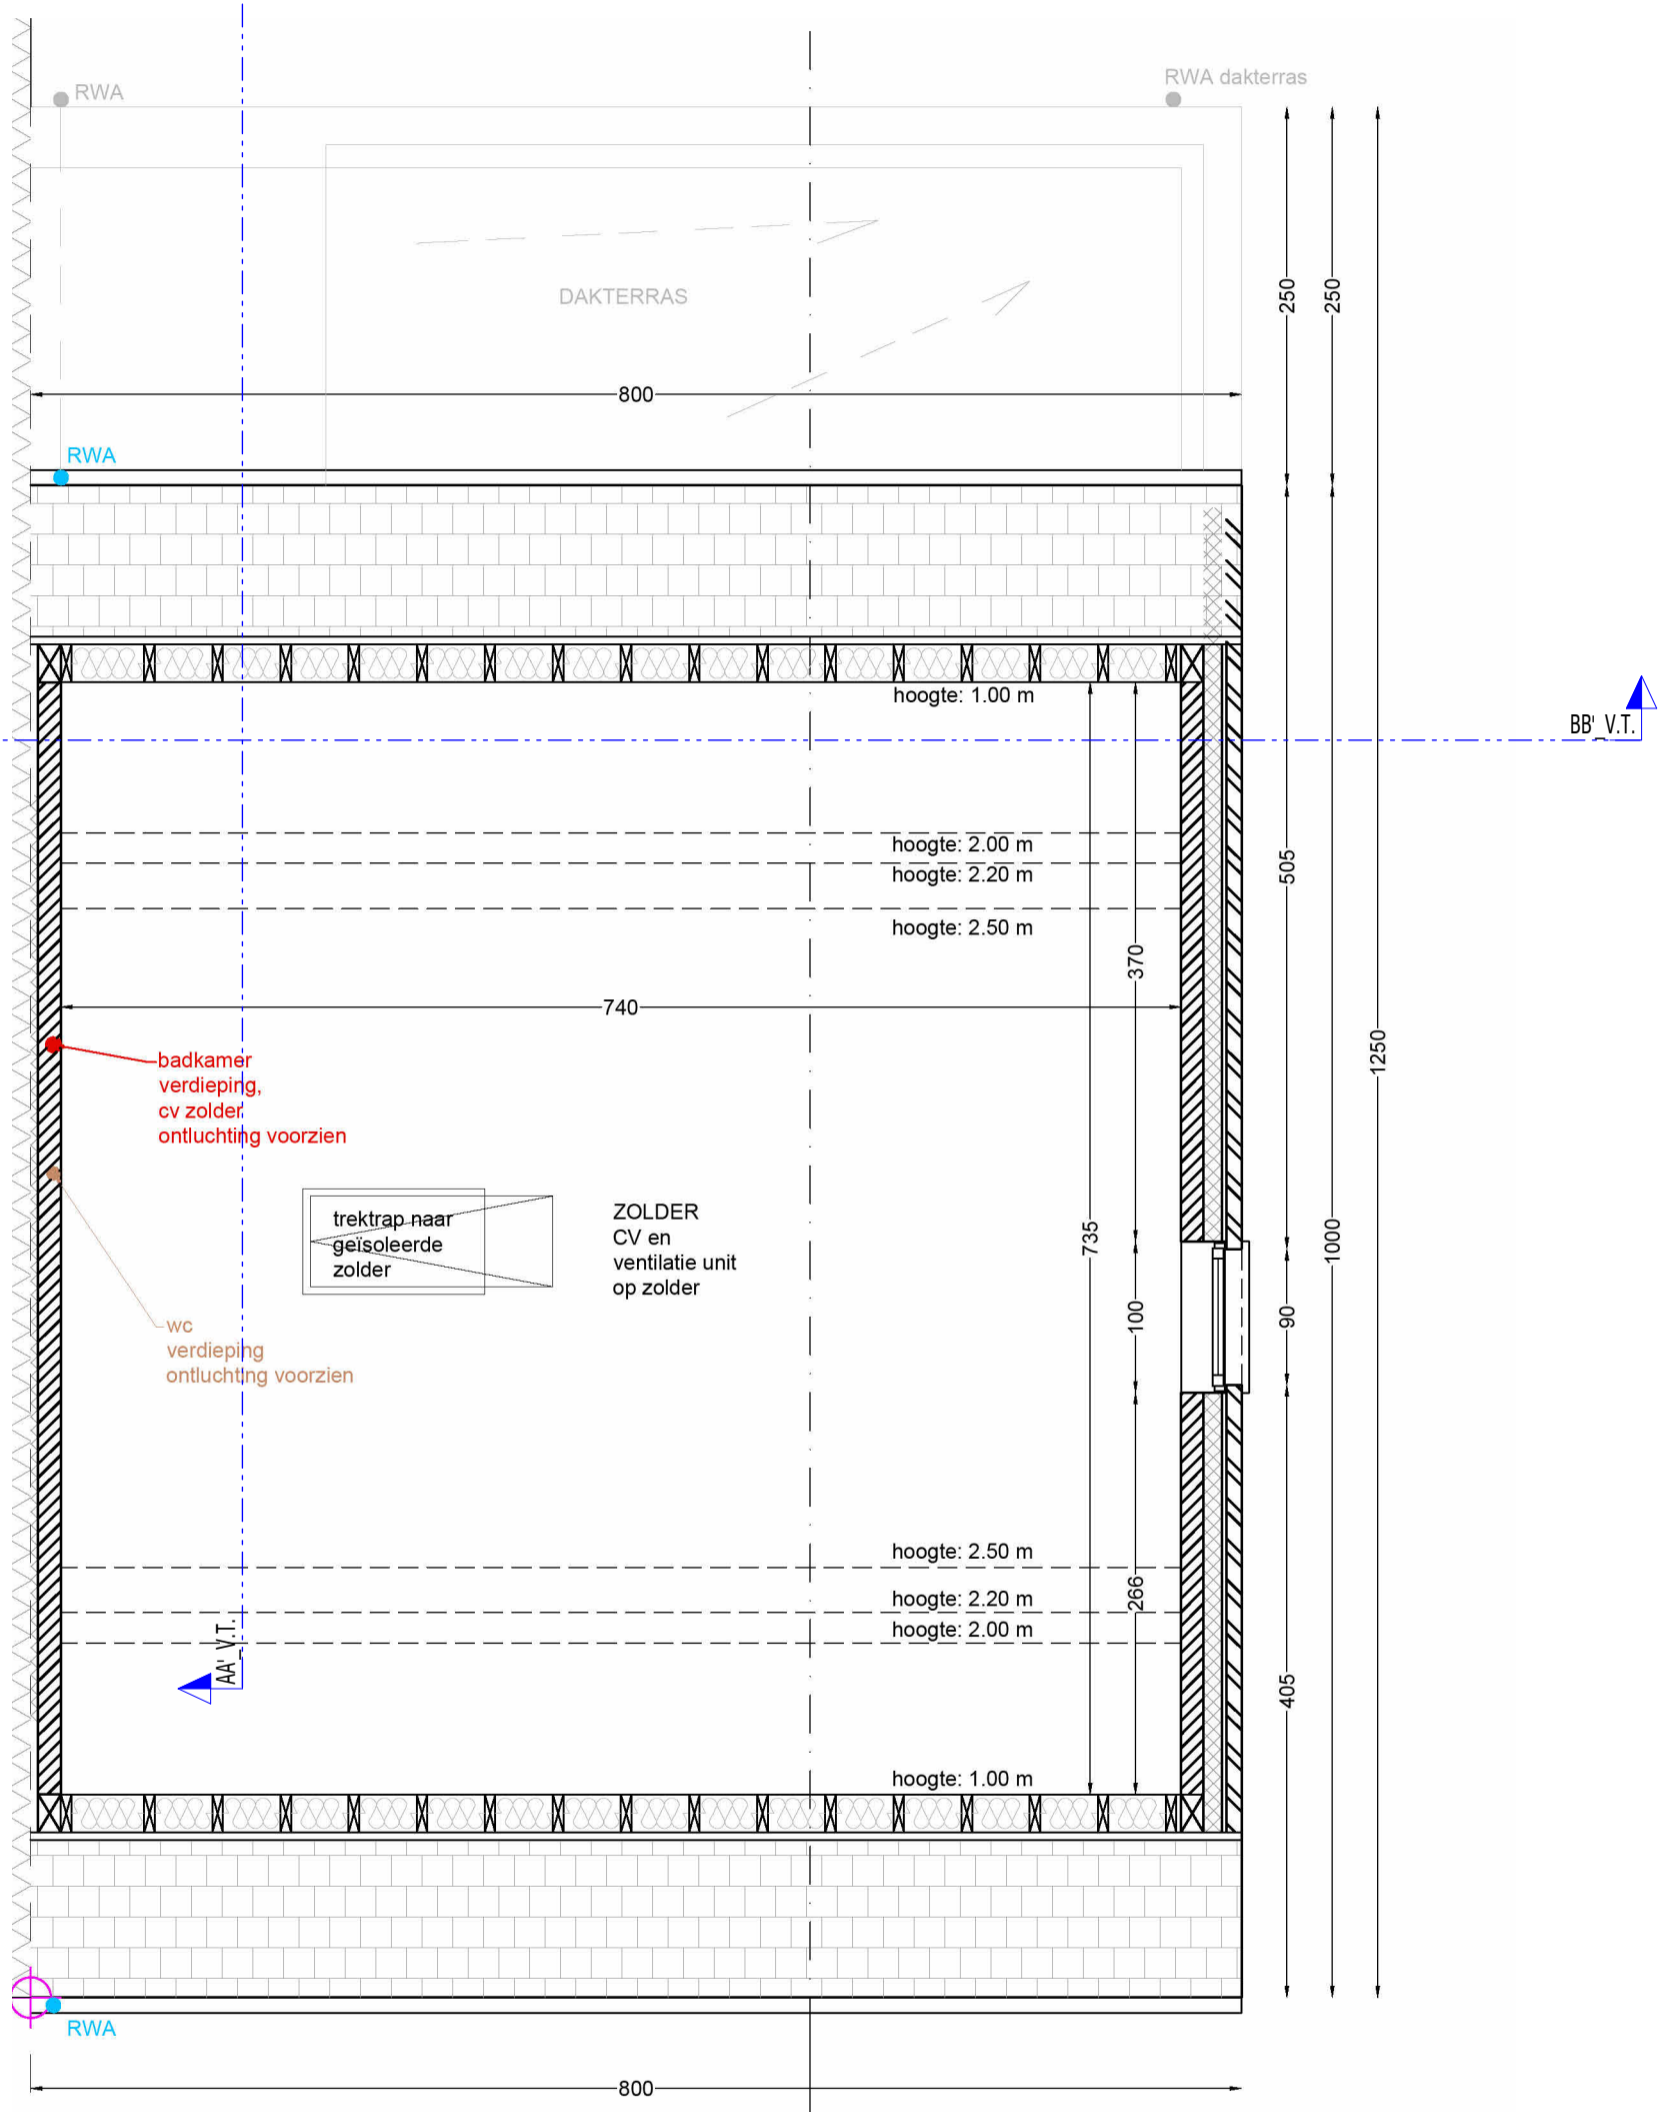 RWA
RWA dakterras
250
250
DAKTERRAS
800
RWA
hoogte: 1.00 m
BB'_V.T.
hoogte: 2.00 m
hoogte: 2.20 m
hoogte: 2.50 m
505
370
740
1250
badkamer
verdieping,
cv zolder
ontluchting voorzien
trektrap naar
geïsoleerde
zolder
ZOLDER
CV en
ventilatie unit
op zolder
735
1000
100
90
wc
verdieping
ontluchting voorzien
hoogte: 2.50 m
266
hoogte: 2.20 m
hoogte: 2.00 m
AA'_V.T.
405
hoogte: 1.00 m
RWA
800